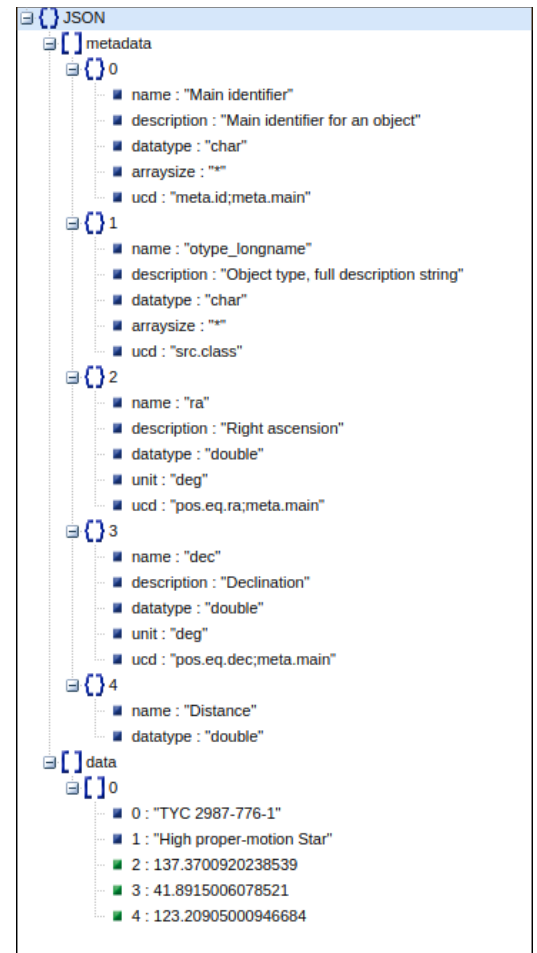 JSON
metadata
0
name : "Main identifier"
description : "Main identifier for an object"
datatype : "char"
arraysize : "*"
ucd : "meta.id;meta.main"
1
name : "otype_longname"
description : "Object type, full description string"
datatype : "char"
arraysize : "*"
ucd : "src.class"
2
name : "ra"
description : "Right ascension"
datatype : "double"
unit : "deg"
ucd : "pos.eq.ra;meta.main"
3
name : "dec"
description : "Declination"
datatype : "double"
unit : "deg"
ucd : "pos.eq.dec;meta.main"
4
name : "Distance"
datatype : "double"
data
0
0 : "TYC 2987-776-1"
1 : "High proper-motion Star"
2 : 137.3700920238539
3 : 41.8915006078521
4 : 123.20905000946684